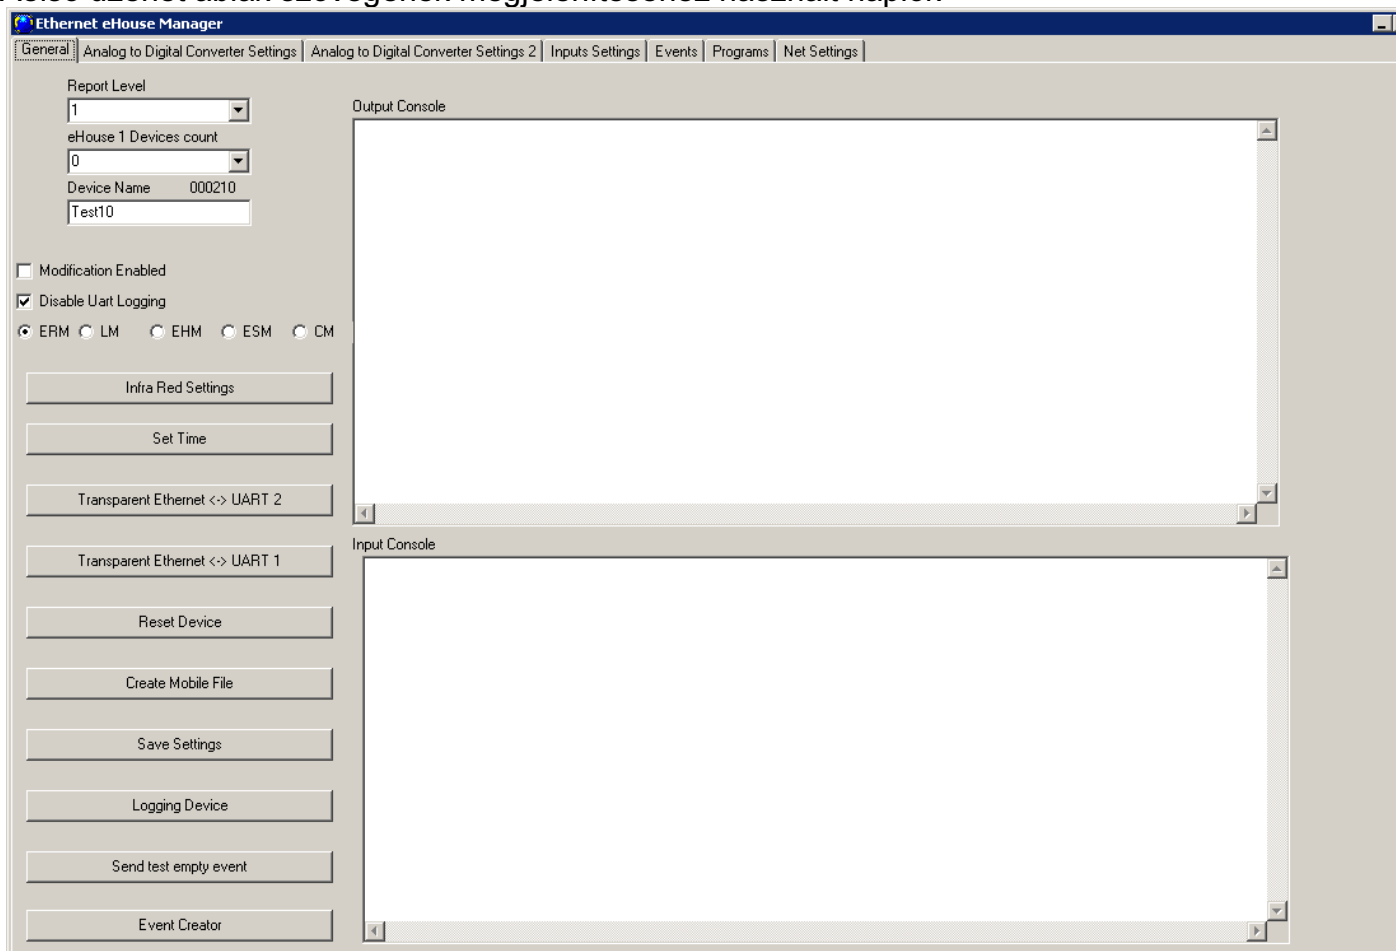 Ethernet eHouse Manager
General Analog to Digital Converter Settings Analog to Digital Converter Settings 2 Inputs Settings Events Programs Net Settings
Report Level
1
eHouse 1 Devices count
0
Device Name 000210
Test10
Modification Enabled
Disable Uart Logging
ERM LM EHM ESM CM
Infra Red Settings
Set Time
Transparent Ethernet <-> UART 2
Transparent Ethernet <-> UART 1
Reset Device
Create Mobile File
Save Settings
Logging Device
Send test empty event
Event Creator
Output Console
Input Console